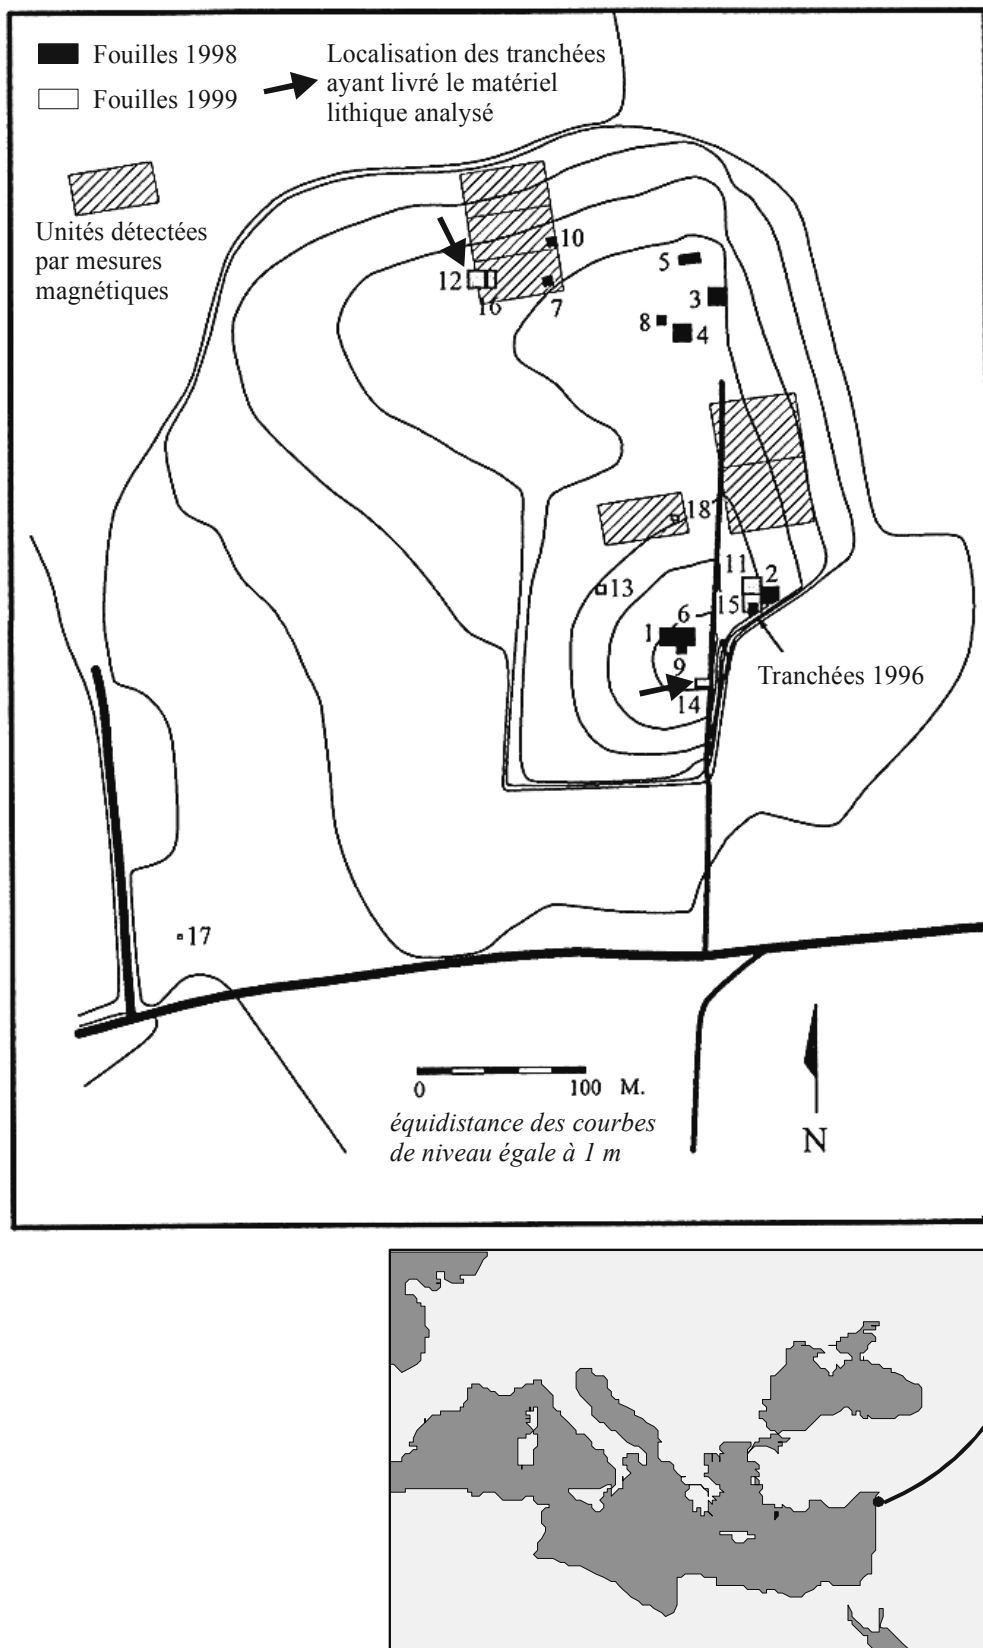 Fouilles 1998
Fouilles 1999
Localisation des tranchées
ayant livré le matériel
lithique analysé
Unités détectées
par mesures
magnétiques
10
12
16
7
5
3
8
4
18
11
2
13
15
6
1
9
14
Tranchées 1996
17
0 100 M.
équidistance des courbes
de niveau égale à 1 m
N